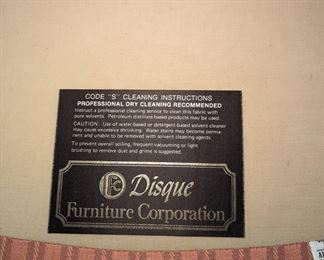 CODE "S" CLEANING INSTRUCTIONS
PROFESSIONAL DRY CLEANING RECOMMENDED
Instruct a professional service to clean this fabric with
pure solvents. Petroleum distillate-based products may be used.
CAUTION: Use of water-based or detergent-based solvent cleaner
may cause excessive shrinking. Water stains may become perma
nent and unable to be removed with solvent cleaning agents.
To prevent overall soiling, frequent vacuuming or light
brushing to remove dust and grime is suggested.
Disque
Furniture Corporation